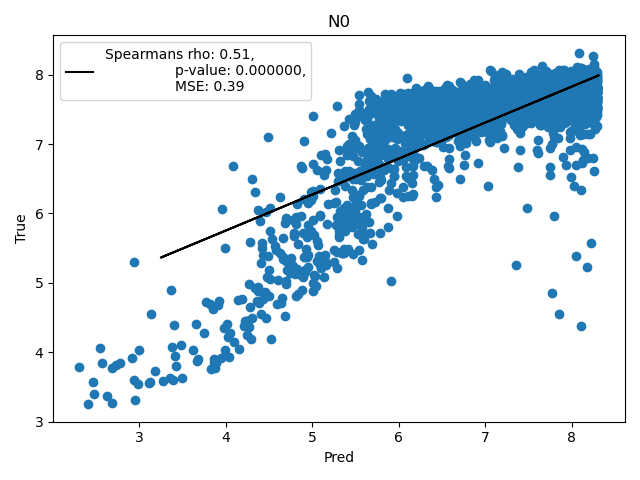 N0
Spearmans rho: 0.51,
p-value: 0.000000,
MSE: 0.39
True
8
7
6
5
4
3
3 4 5 6 7 8
Pred